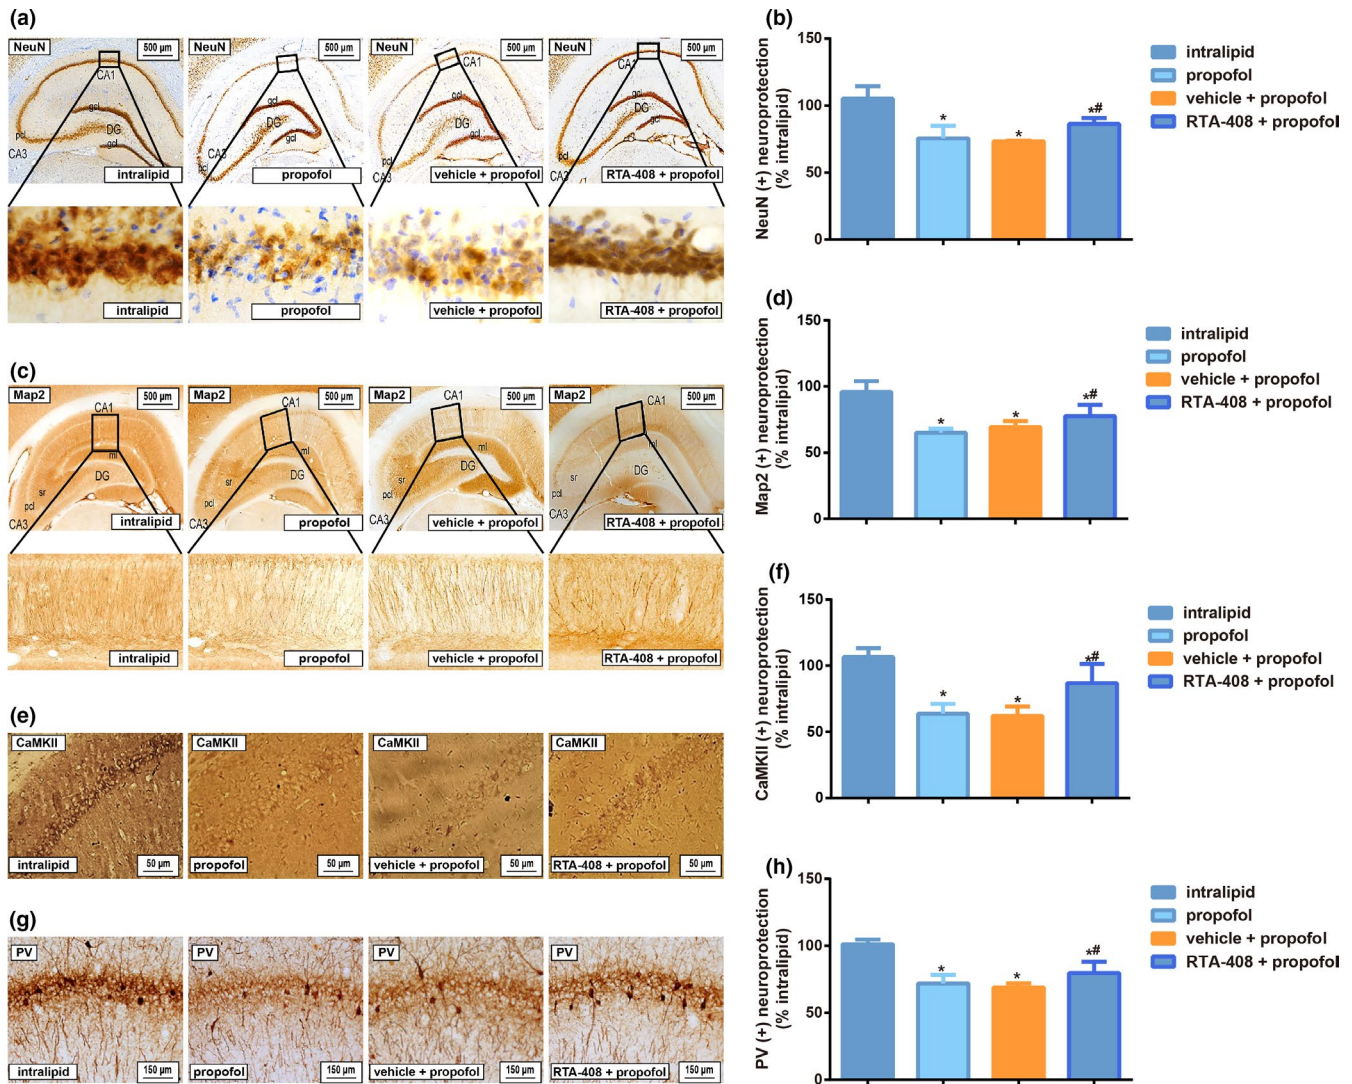 (a)
NeuN
500 µm
CA1
gcl
DG
gcl
pcl
CA3
intralipid
NeuN
500 µm
gcl
DG
gcl
CA3
pcl
propofol
NeuN
500 µm
CA1
gcl
DG
gcl
pcl
CA3
vehicle + propofol
NeuN
500 µm
CA1
gcl
DG
gcl
pcl
CA3
RTA-408 + propofol
intralipid
propofol
vehicle + propofol
RTA-408 + propofol
(b)
NeuN (+) neuroprotection
(% intralipid)
150
100
50
0
*
*
*#
intralipid
propofol
vehicle + propofol
RTA-408 + propofol
(c)
Map2
500 µm
CA1
ml
DG
sr
pcl
CA3
intralipid
Map2
500 µm
CA1
ml
DG
sr
pcl
CA3
propofol
Map2
500 µm
CA1
ml
DG
sr
pcl
CA3
vehicle + propofol
Map2
500 µm
CA1
ml
DG
sr
pcl
CA3
RTA-408 + propofol
intralipid
propofol
vehicle + propofol
RTA-408 + propofol
(d)
Map2 (+) neuroprotection
(% intralipid)
150
100
50
0
*
*
*#
intralipid
propofol
vehicle + propofol
RTA-408 + propofol
(e)
CaMKII
intralipid
50 µm
CaMKII
propofol
50 µm
CaMKII
vehicle + propofol
50 µm
CaMKII
RTA-408 + propofol
50 µm
(f)
CaMKII (+) neuroprotection
(% intralipid)
150
100
50
0
*
*
*#
intralipid
propofol
vehicle + propofol
RTA-408 + propofol
(g)
PV
intralipid
150 µm
PV
propofol
150 µm
PV
vehicle + propofol
150 µm
PV
RTA-408 + propofol
150 µm
(h)
PV (+) neuroprotection
(% intralipid)
150
100
50
0
*
*
*#
intralipid
propofol
vehicle + propofol
RTA-408 + propofol